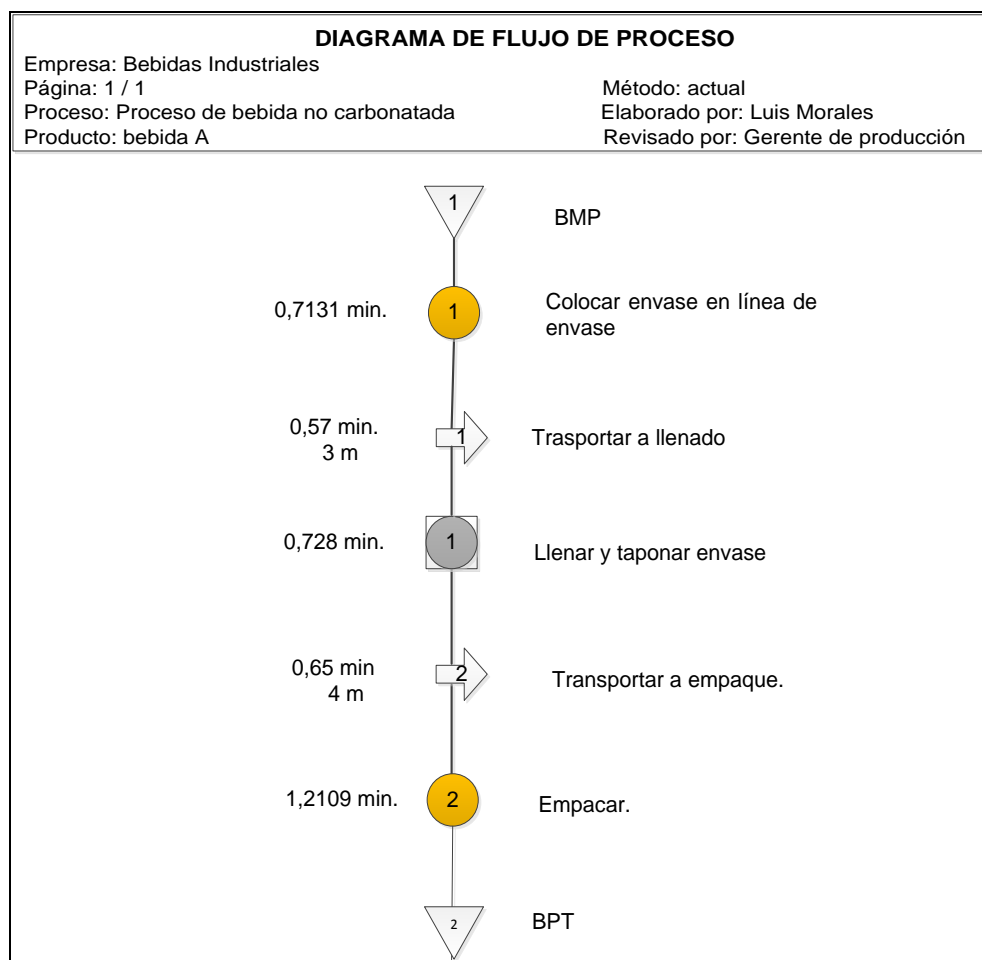 DIAGRAMA DE FLUJO DE PROCESO
Empresa: Bebidas Industriales
Página: 1 / 1
Método: actual
Proceso: Proceso de bebida no carbonatada
Elaborado por: Luis Morales
Producto: bebida A
Revisado por: Gerente de producción
1
BMP
0,7131 min.
1
Colocar envase en línea de
envase
0,57 min.
3 m
1
Trasportar a llenado
0,728 min.
1
Llenar y taponar envase
0,65 min
4 m
2
Transportar a empaque.
1,2109 min.
2
Empacar.
2
BPT